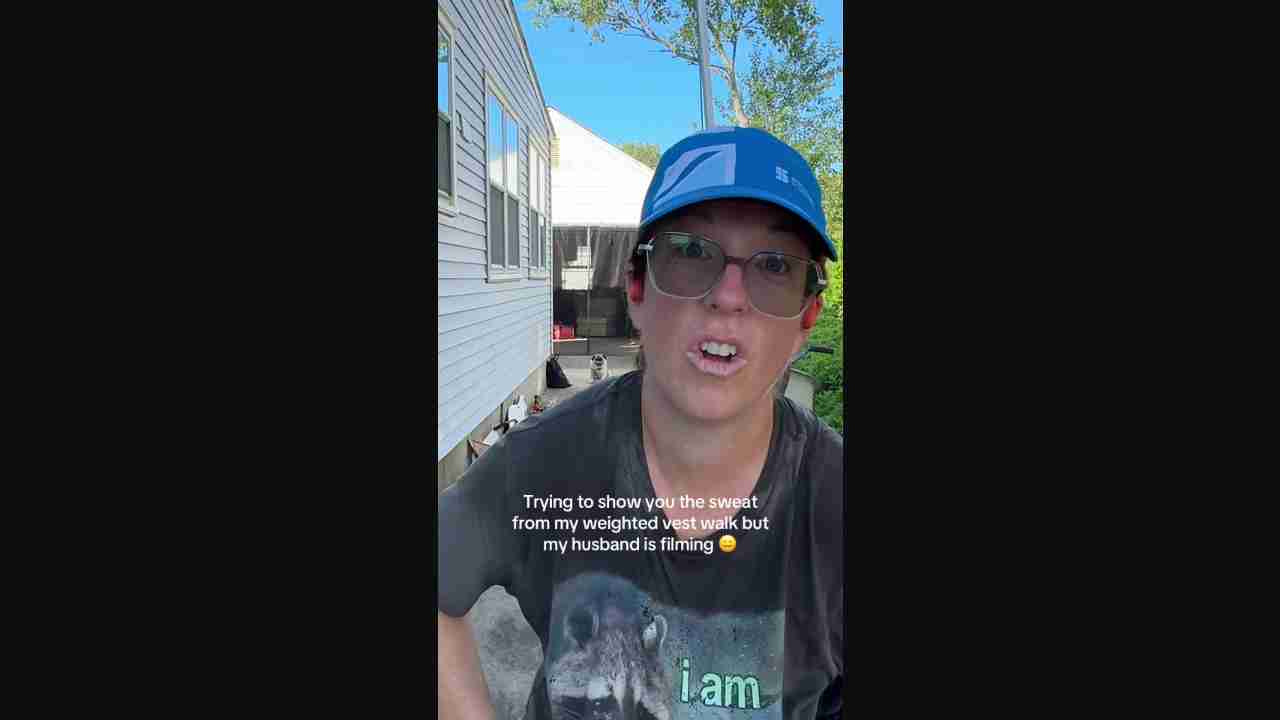 Trying to show you the sweat
from my weighted vest walk but
my husband is filming 😄
i am